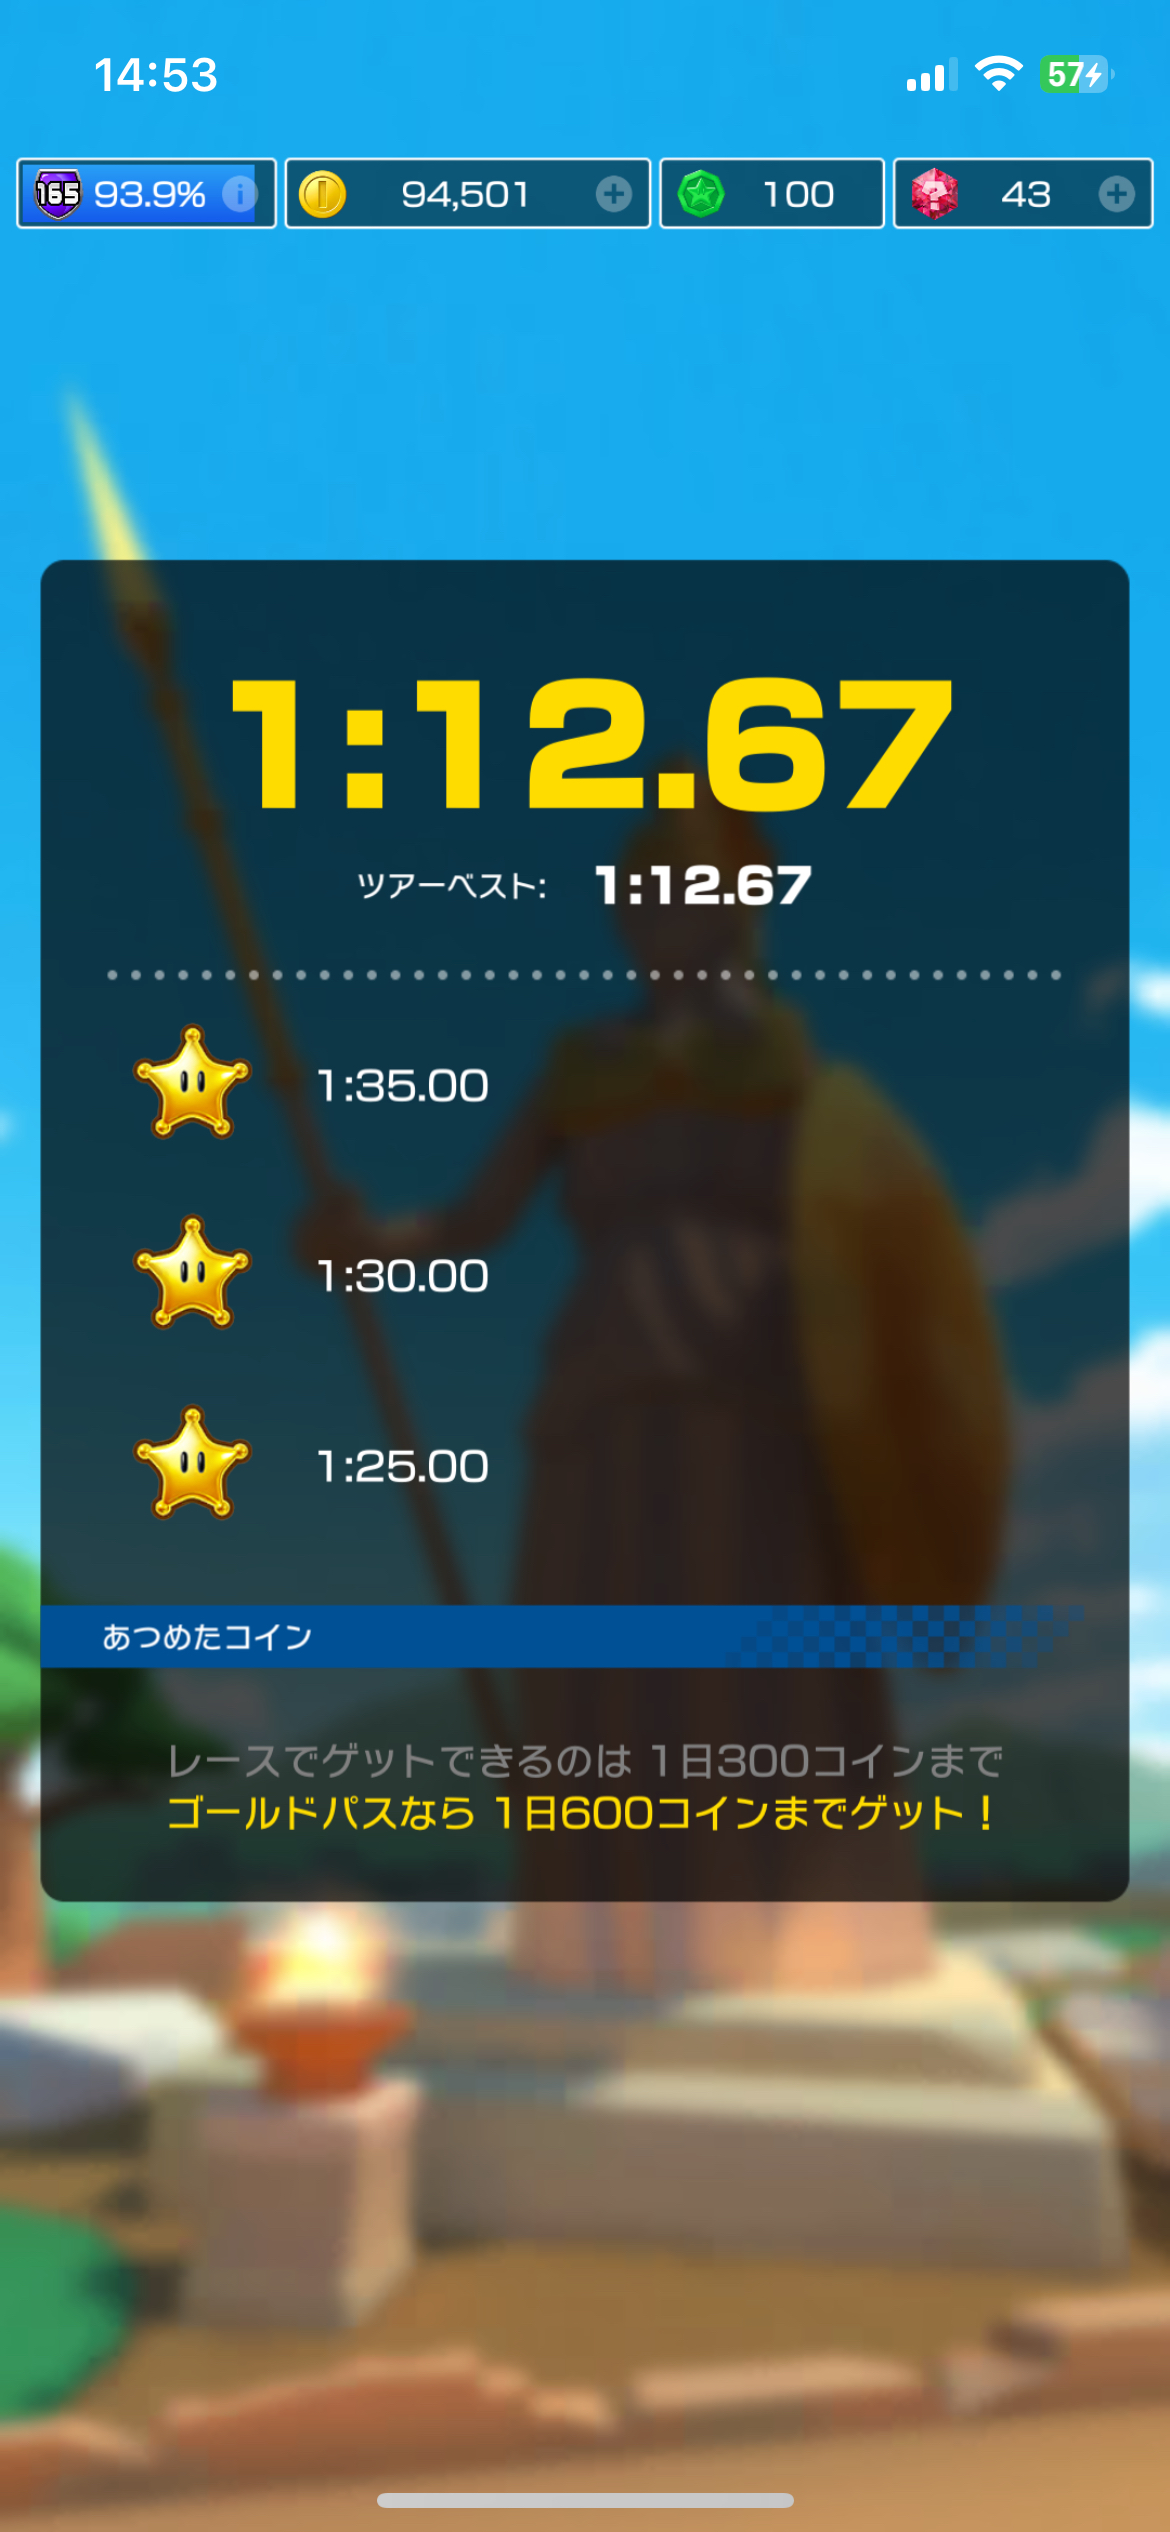 14:53
57
165 93.9% i 94,501 + 100 43 +
1:12.67
ツアーベスト: 1:12.67
1:35.00
1:30.00
1:25.00
あつめたコイン
レースでゲットできるのは 1日300コインまで
ゴールドパスなら 1日600コインまでゲット！